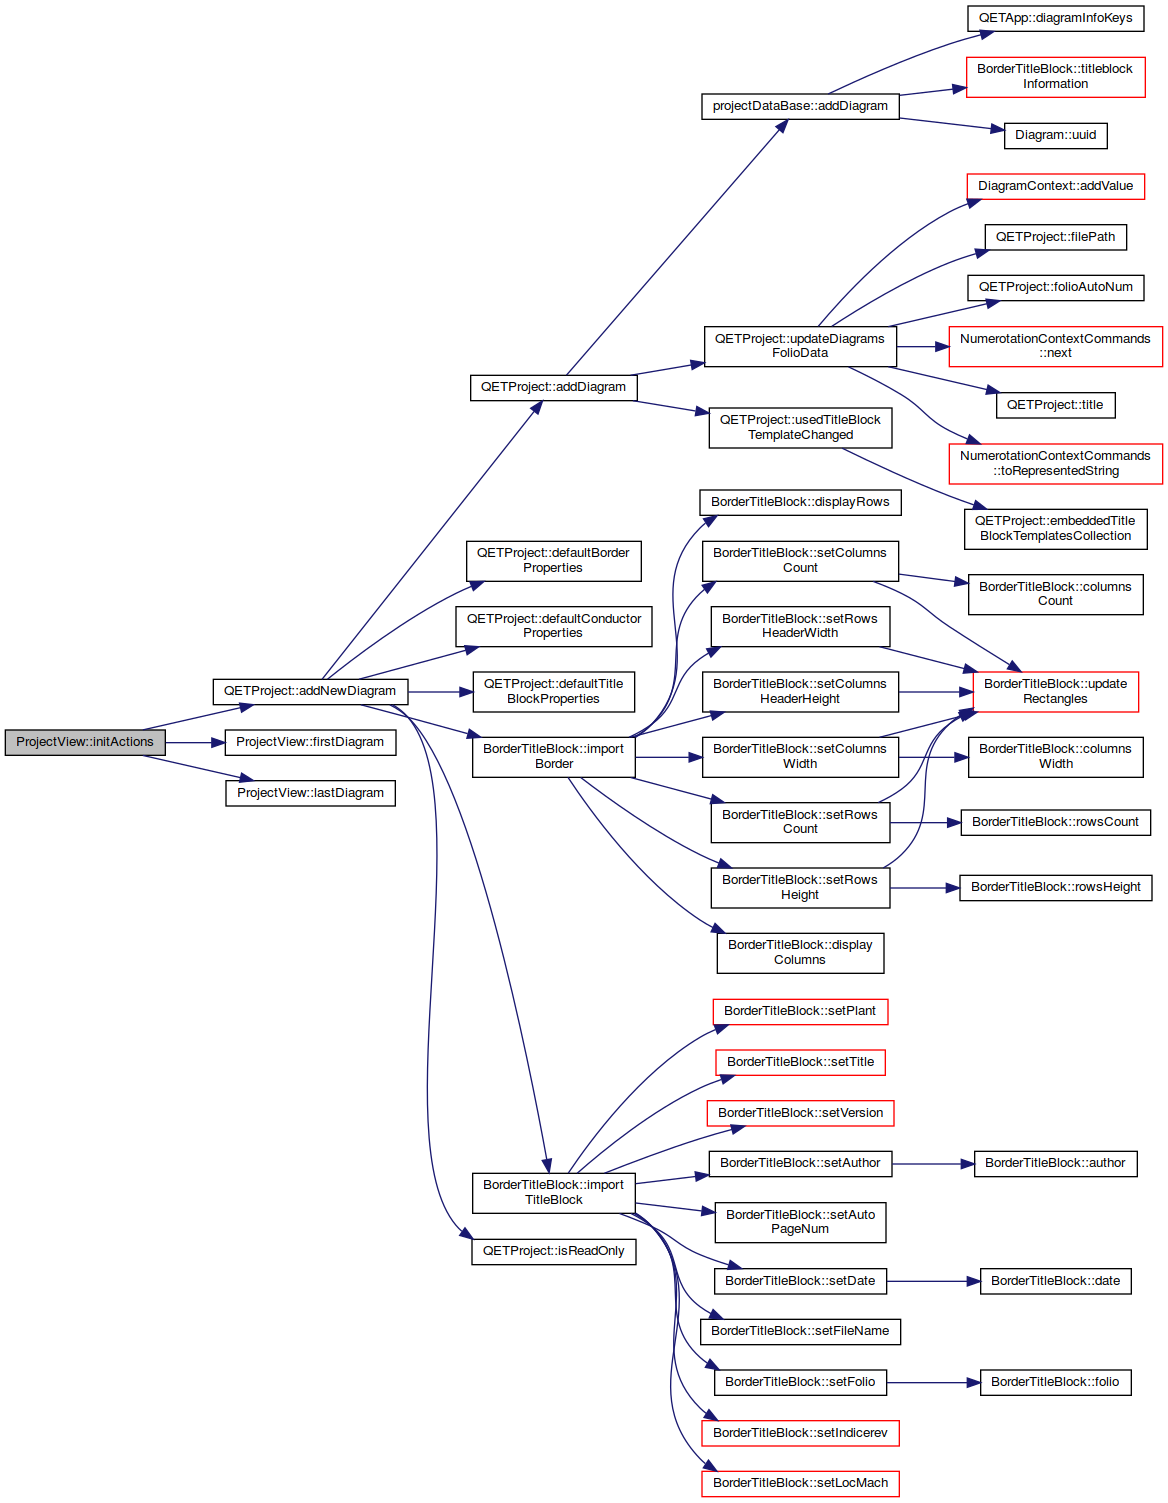 QETApp::diagramInfoKeys
BorderTitleBlock::titleblock
Information
projectDataBase::addDiagram
Diagram::uuid
DiagramContext::addValue
QETProject::filePath
QETProject::folioAutoNum
QETProject::updateDiagrams
FolioData
NumerotationContextCommands
::next
QETProject::addDiagram
QETProject::title
QETProject::usedTitleBlock
TemplateChanged
NumerotationContextCommands
::toRepresentedString
BorderTitleBlock::displayRows
QETProject::embeddedTitle
BlockTemplatesCollection
QETProject::defaultBorder
Properties
BorderTitleBlock::setColumns
Count
BorderTitleBlock::columns
Count
QETProject::defaultConductor
Properties
BorderTitleBlock::setRows
HeaderWidth
QETProject::addNewDiagram
QETProject::defaultTitle
BlockProperties
BorderTitleBlock::setColumns
HeaderHeight
BorderTitleBlock::update
Rectangles
ProjectView::initActions
ProjectView::firstDiagram
BorderTitleBlock::import
Border
BorderTitleBlock::setColumns
Width
BorderTitleBlock::columns
Width
ProjectView::lastDiagram
BorderTitleBlock::setRows
Count
BorderTitleBlock::rowsCount
BorderTitleBlock::setRows
Height
BorderTitleBlock::rowsHeight
BorderTitleBlock::display
Columns
BorderTitleBlock::setPlant
BorderTitleBlock::setTitle
BorderTitleBlock::setVersion
BorderTitleBlock::setAuthor
BorderTitleBlock::author
BorderTitleBlock::import
TitleBlock
BorderTitleBlock::setAuto
PageNum
QETProject::isReadOnly
BorderTitleBlock::setDate
BorderTitleBlock::date
BorderTitleBlock::setFileName
BorderTitleBlock::setFolio
BorderTitleBlock::folio
BorderTitleBlock::setIndicerev
BorderTitleBlock::setLocMach